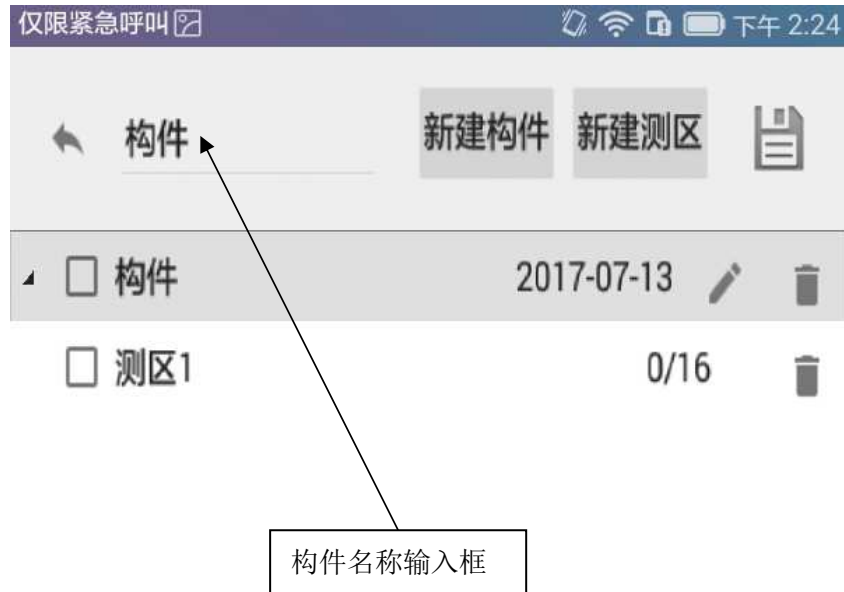 仅限紧急呼叫 下午 2:24
构件 新建构件 新建测区
构件 2017-07-13
测区1 0/16
构件名称输入框